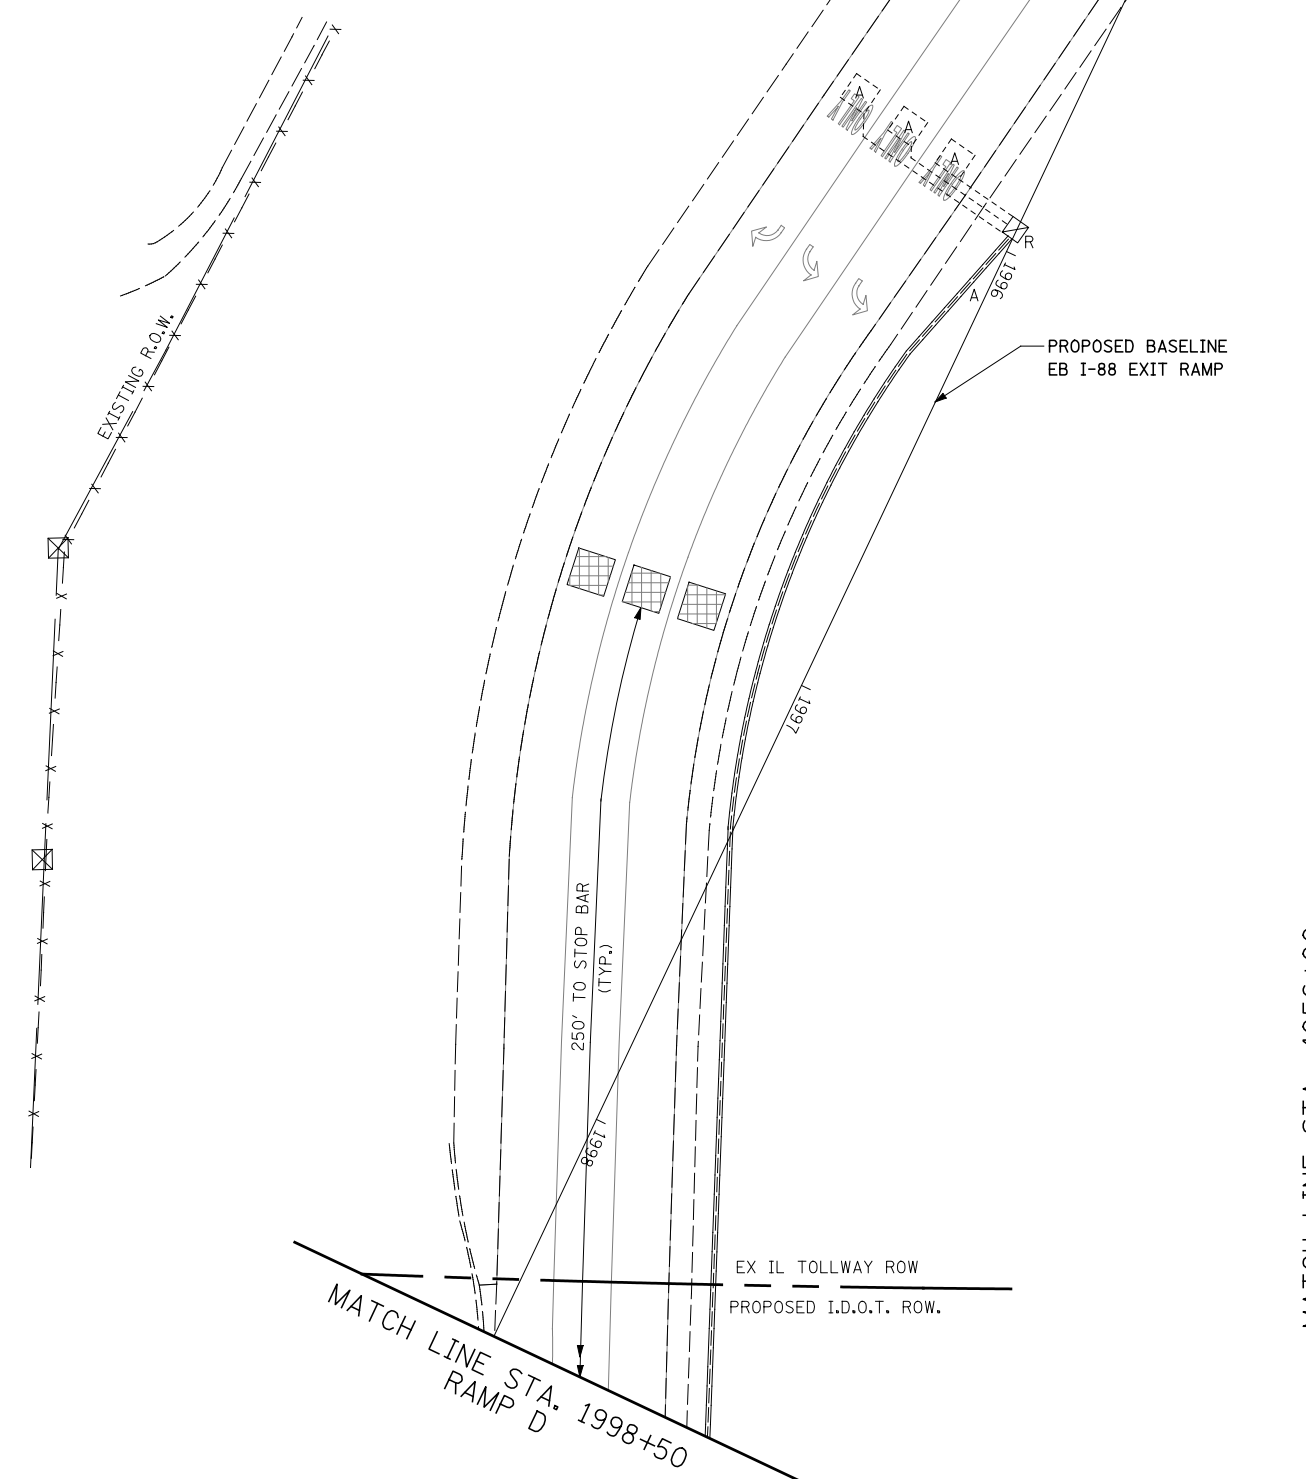 A
A
A
R
1996
A
EXISTING R.O.W.
PROPOSED BASELINE
EB I-88 EXIT RAMP
1997
250' TO STOP BAR
(TYP.)
1998
EX IL TOLLWAY ROW
PROPOSED I.D.O.T. ROW.
MATCH LINE STA. 1998+50
RAMP D